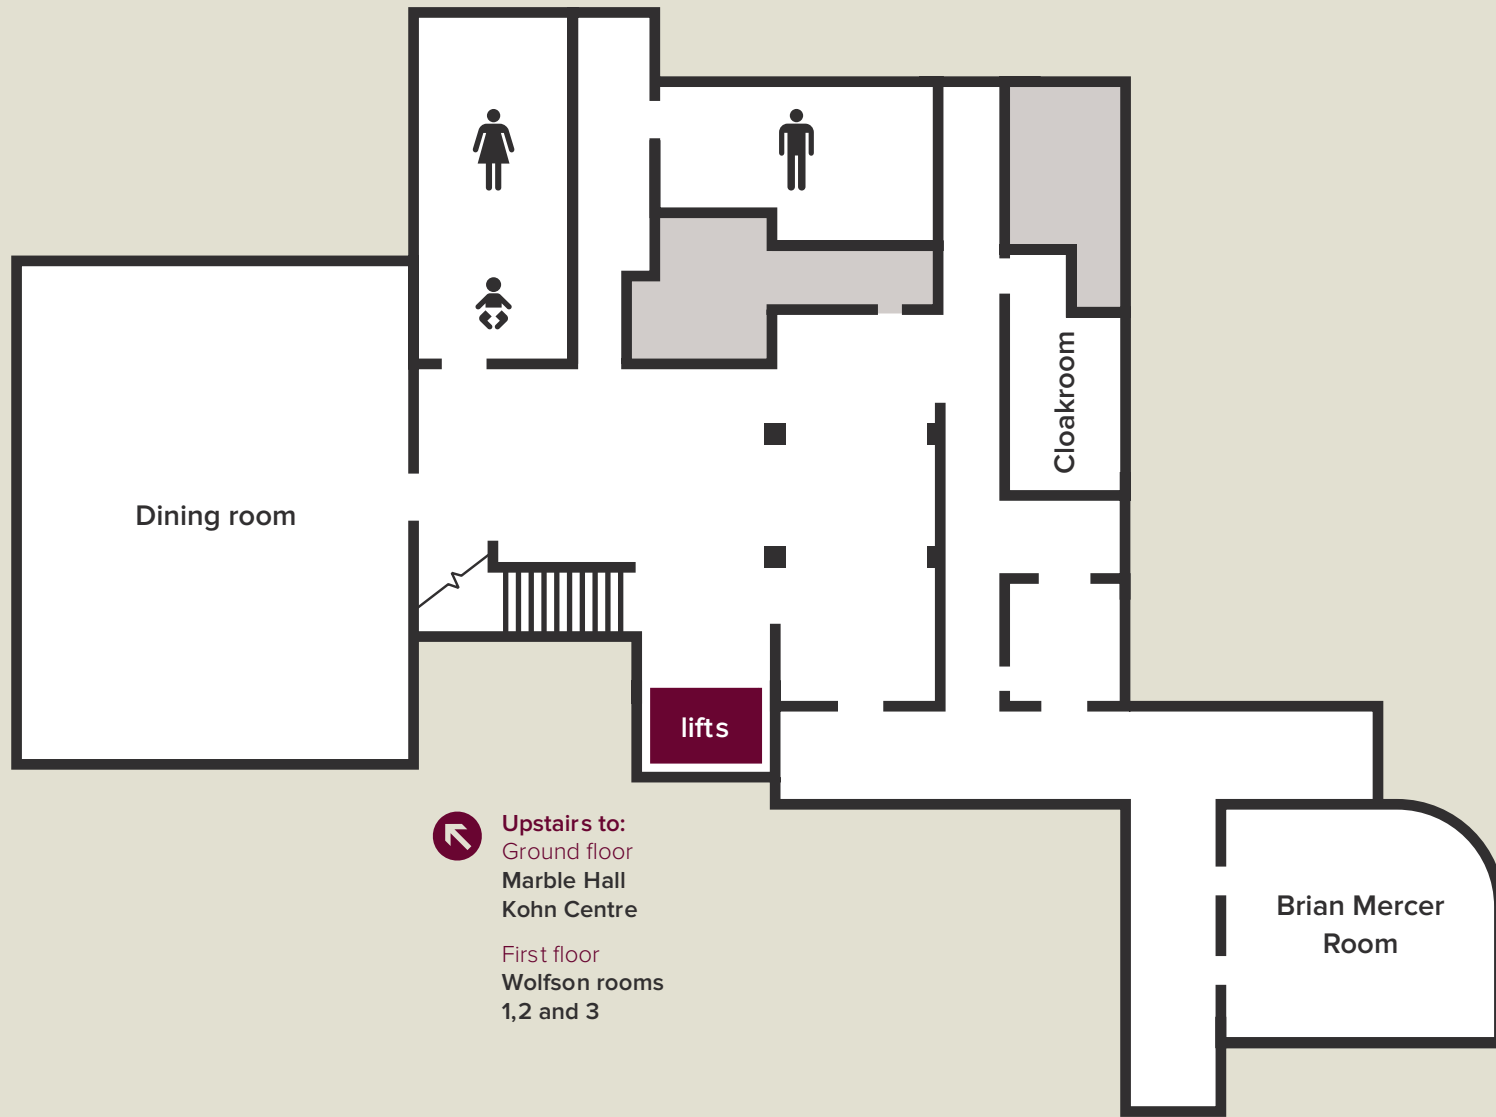 Cloakroom
Dining room
lifts
Upstairs to:
Ground floor
Marble Hall
Kohn Centre
First floor
Wolfson rooms
1,2 and 3
Brian Mercer
Room